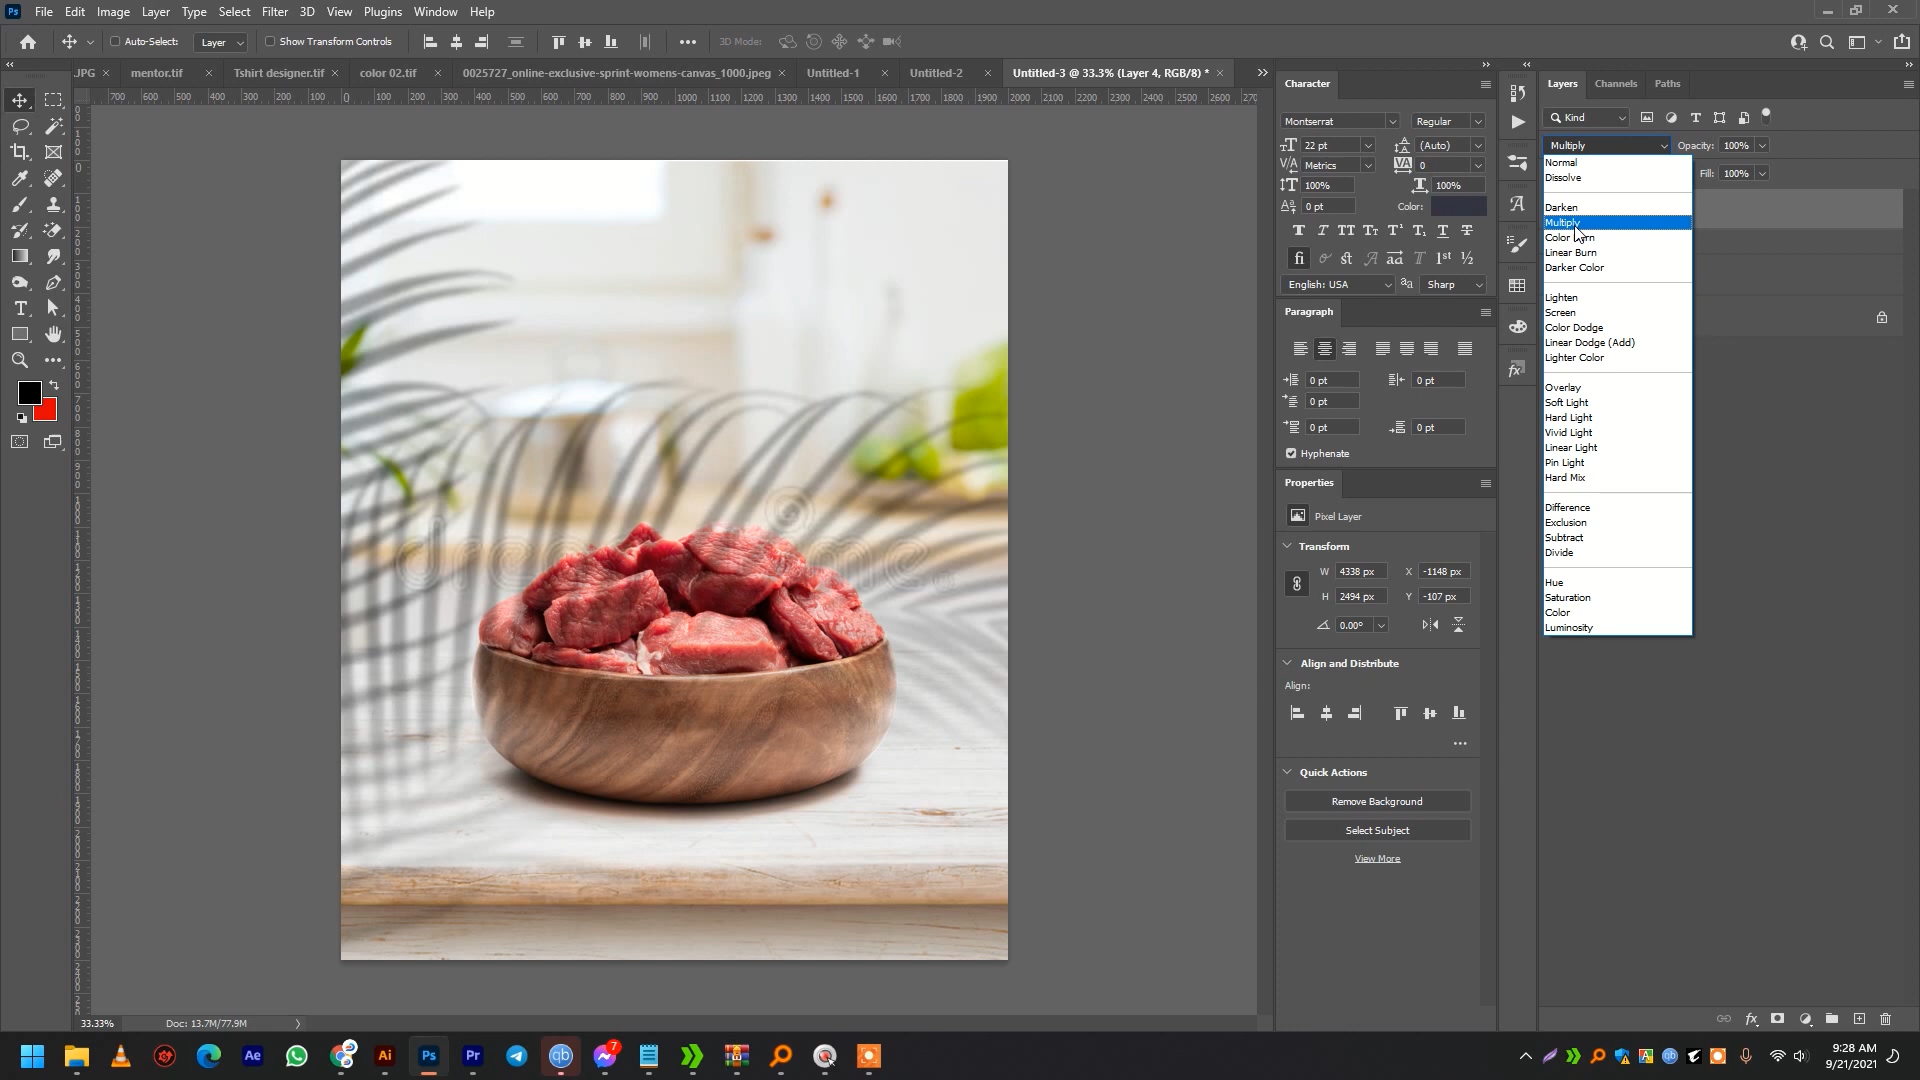 Ps File Edit Image Layer Type Select Filter 3D View Plugins Window Help
Auto-Select: Layer Show Transform Controls 3D Mode:
JPG × mentor.tif × Tshirt designer.tif × color 02.tif × 0025727_online-exclusive-sprint-womens-canvas_1000.jpeg × Untitled-1 × Untitled-2 × Untitled-3 @ 33.3% (Layer 4, RGB/8) * ×
700 600 500 400 300 200 100 0 100 200 300 400 500 600 700 800 900 1000 1100 1200 1300 1400 1500 1600 1700 1800 1900 2000 2100 2200 2300 2400 2500 2600 270
Character
Montserrat Regular
22 pt (Auto)
Metrics 0
100% 100%
0 pt Color:
English: USA Sharp
Paragraph
0 pt 0 pt
0 pt
0 pt 0 pt
Hyphenate
Properties
Pixel Layer
Transform
W 4338 px X -1148 px
H 2494 px Y -107 px
0.00°
Align and Distribute
Align:
Quick Actions
Remove Background
Select Subject
View More
Layers Channels Paths
Kind
Multiply Opacity: 100%
Fill: 100%
Normal
Dissolve
Darken
Multiply
Linear Burn
Darker Color
Lighten
Screen
Color Dodge
Linear Dodge (Add)
Lighter Color
Overlay
Soft Light
Hard Light
Vivid Light
Linear Light
Pin Light
Hard Mix
Difference
Exclusion
Subtract
Divide
Hue
Saturation
Color
Luminosity
33.33% Doc: 13.7M/77.9M
Ae Ai Ps Pr qb 7
9:28 AM
9/21/2021